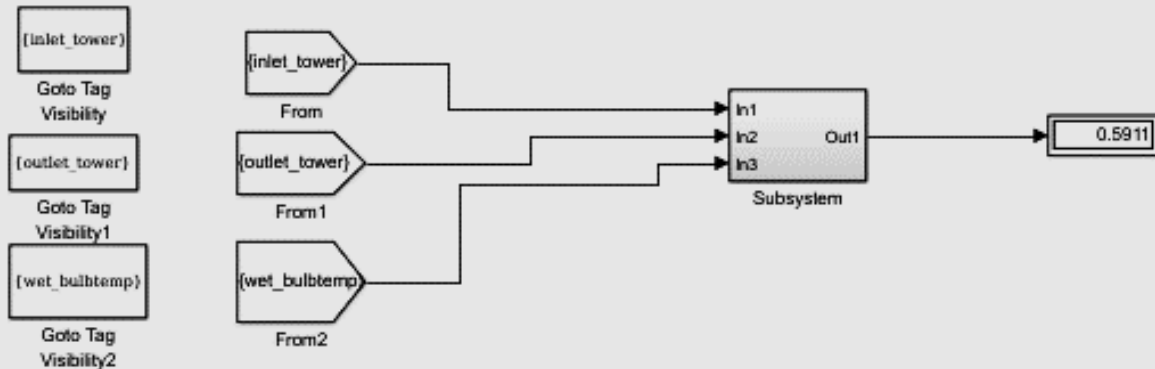 {inlet_tower}
Goto Tag
Visibility
{outlet_tower}
Goto Tag
Visibility1
{wet_bulbtemp}
Goto Tag
Visibility2
{inlet_tower}
From
{outlet_tower}
From1
{wet_bulbtemp}
From2
In1
In2
In3
Out1
Subsystem
0.5911